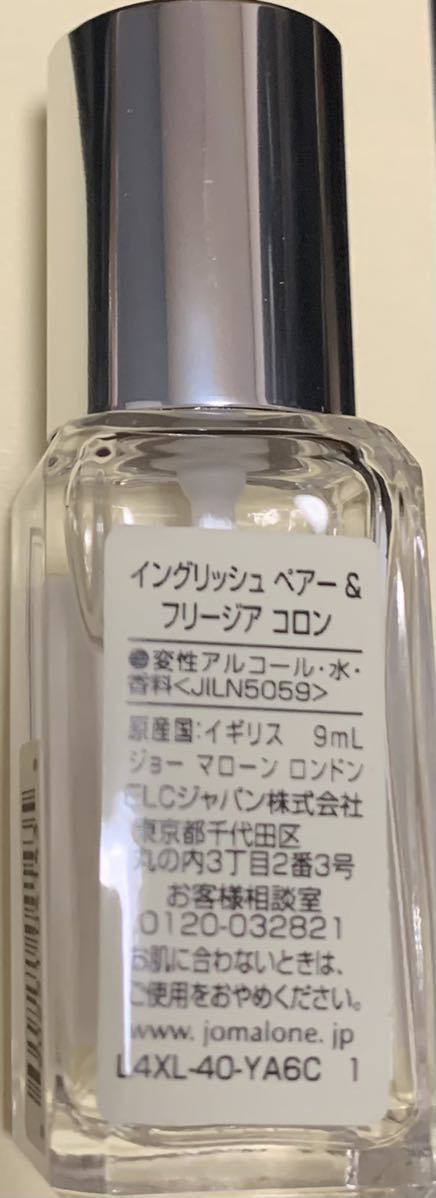 イングリッシュ ペアー &
フリージア コロン
変性アルコール・水・
香料<JILN5059>
原産国:イギリス 9mL
ジョー マローン ロンドン
ELCジャパン株式会社
東京都千代田区
丸の内3丁目2番3号
お客様相談室
0120-032821
お肌に合わないときは、
ご使用をおやめください。
www. jomalone. jp
L4XL-40-YA6C 1